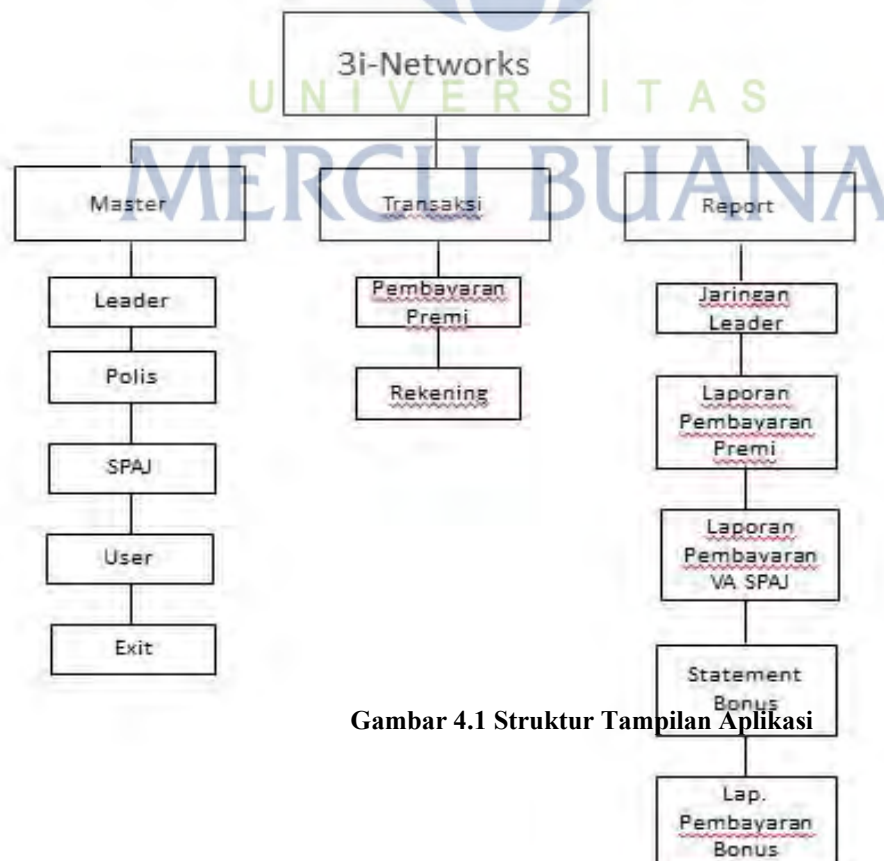 3i-Networks
UNIVERSITAS
MERCU BUANA
Master
Transaksi
Report
Leader
Polis
SPAJ
User
Exit
Pembayaran
Premi
Rekening
Jaringan
Leader
Laporan
Pembayaran
Premi
Laporan
Pembayaran
VA SPAJ
Statement
Bonus
Gambar 4.1 Struktur Tampilan Aplikasi
Lap.
Pembayaran
Bonus